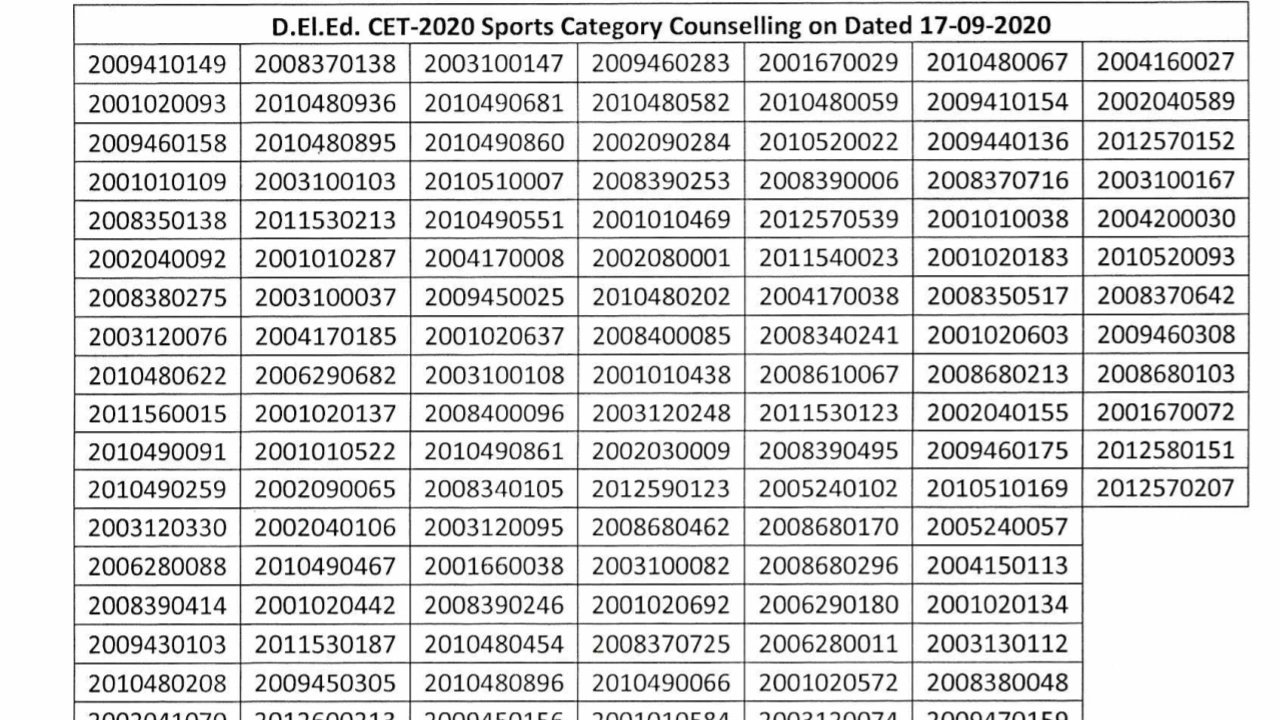 D.El.Ed. CET-2020 Sports Category Counselling on Dated 17-09-2020
2009410149 2008370138 2003100147 2009460283 2001670029 2010480067 2004160027
2001020093 2010480936 2010490681 2010480582 2010480059 2009410154 2002040589
2009460158 2010480895 2010490860 2002090284 2010520022 2009440136 2012570152
2001010109 2003100103 2010510007 2008390253 2008390006 2008370716 2003100167
2008350138 2011530213 2010490551 2001010469 2012570539 2001010038 2004200030
2002040092 2001010287 2004170008 2002080001 2011540023 2001020183 2010520093
2008380275 2003100037 2009450025 2010480202 2004170038 2008350517 2008370642
2003120076 2004170185 2001020637 2008400085 2008340241 2001020603 2009460308
2010480622 2006290682 2003100108 2001010438 2008610067 2008680213 2008680103
2011560015 2001020137 2008400096 2003120248 2011530123 2002040155 2001670072
2010490091 2001010522 2010490861 2002030009 2008390495 2009460175 2012580151
2010490259 2002090065 2008340105 2012590123 2005240102 2010510169 2012570207
2003120330 2002040106 2003120095 2008680462 2008680170 2005240057
2006280088 2010490467 2001660038 2003100082 2008680296 2004150113
2008390414 2001020442 2008390246 2001020692 2006290180 2001020134
2009430103 2011530187 2010480454 2008370725 2006280011 2003130112
2010480208 2009450305 2010480896 2010490066 2001020572 2008380048